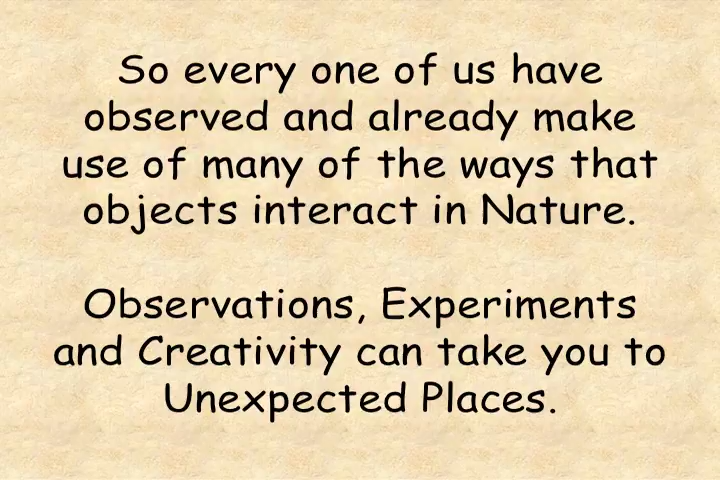 So every one of us have
observed and already make
use of many of the ways that
objects interact in Nature.
Observations, Experiments
and Creativity can take you to
Unexpected Places.